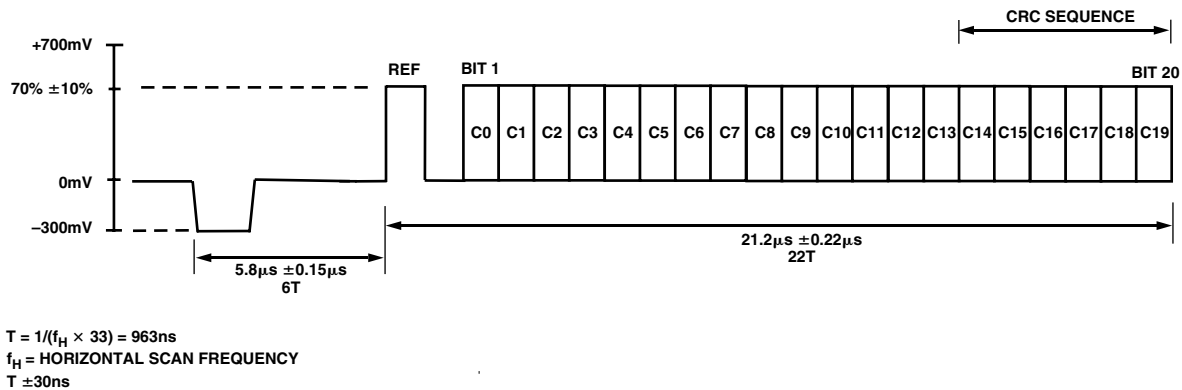 CRC SEQUENCE
+700mV
REF
BIT 1
BIT 20
70% ±10%
C0 C1 C2 C3 C4 C5 C6 C7 C8 C9 C10 C11 C12 C13 C14 C15 C16 C17 C18 C19
0mV
–300mV
21.2μs ±0.22μs
22T
5.8μs ±0.15μs
6T
T = 1/(fH × 33) = 963ns
fH = HORIZONTAL SCAN FREQUENCY
T ±30ns